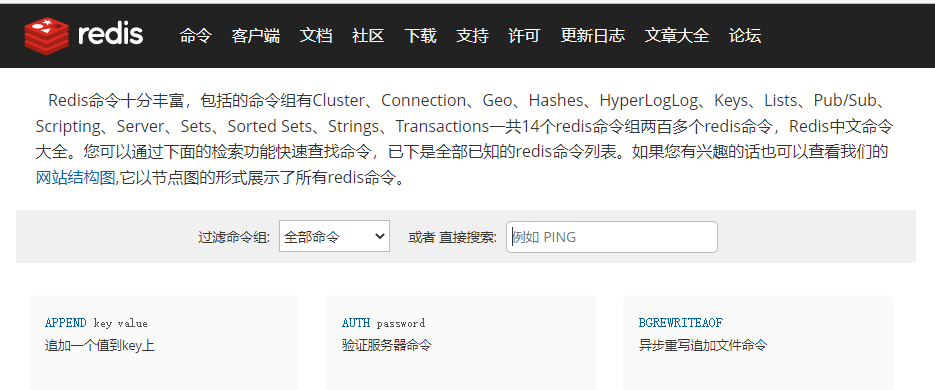 redis 命令 客户端 文档 社区 下载 支持 许可 更新日志 文章大全 论坛
Redis命令十分丰富，包括的命令组有Cluster、Connection、Geo、Hashes、HyperLogLog、Keys、Lists、Pub/Sub、
Scripting、Server、Sets、Sorted Sets、Strings、Transactions一共14个redis命令组两百多个redis命令，Redis中文命令
大全。您可以通过下面的检索功能快速查找命令，已下是全部已知的redis命令列表。如果您有兴趣的话也可以查看我们的
网站结构图,它以节点图的形式展示了所有redis命令。
过滤命令组: 全部命令 或者 直接搜索: 例如 PING
APPEND key value
追加一个值到key上
AUTH password
验证服务器命令
BGREWRITEAOF
异步重写追加文件命令